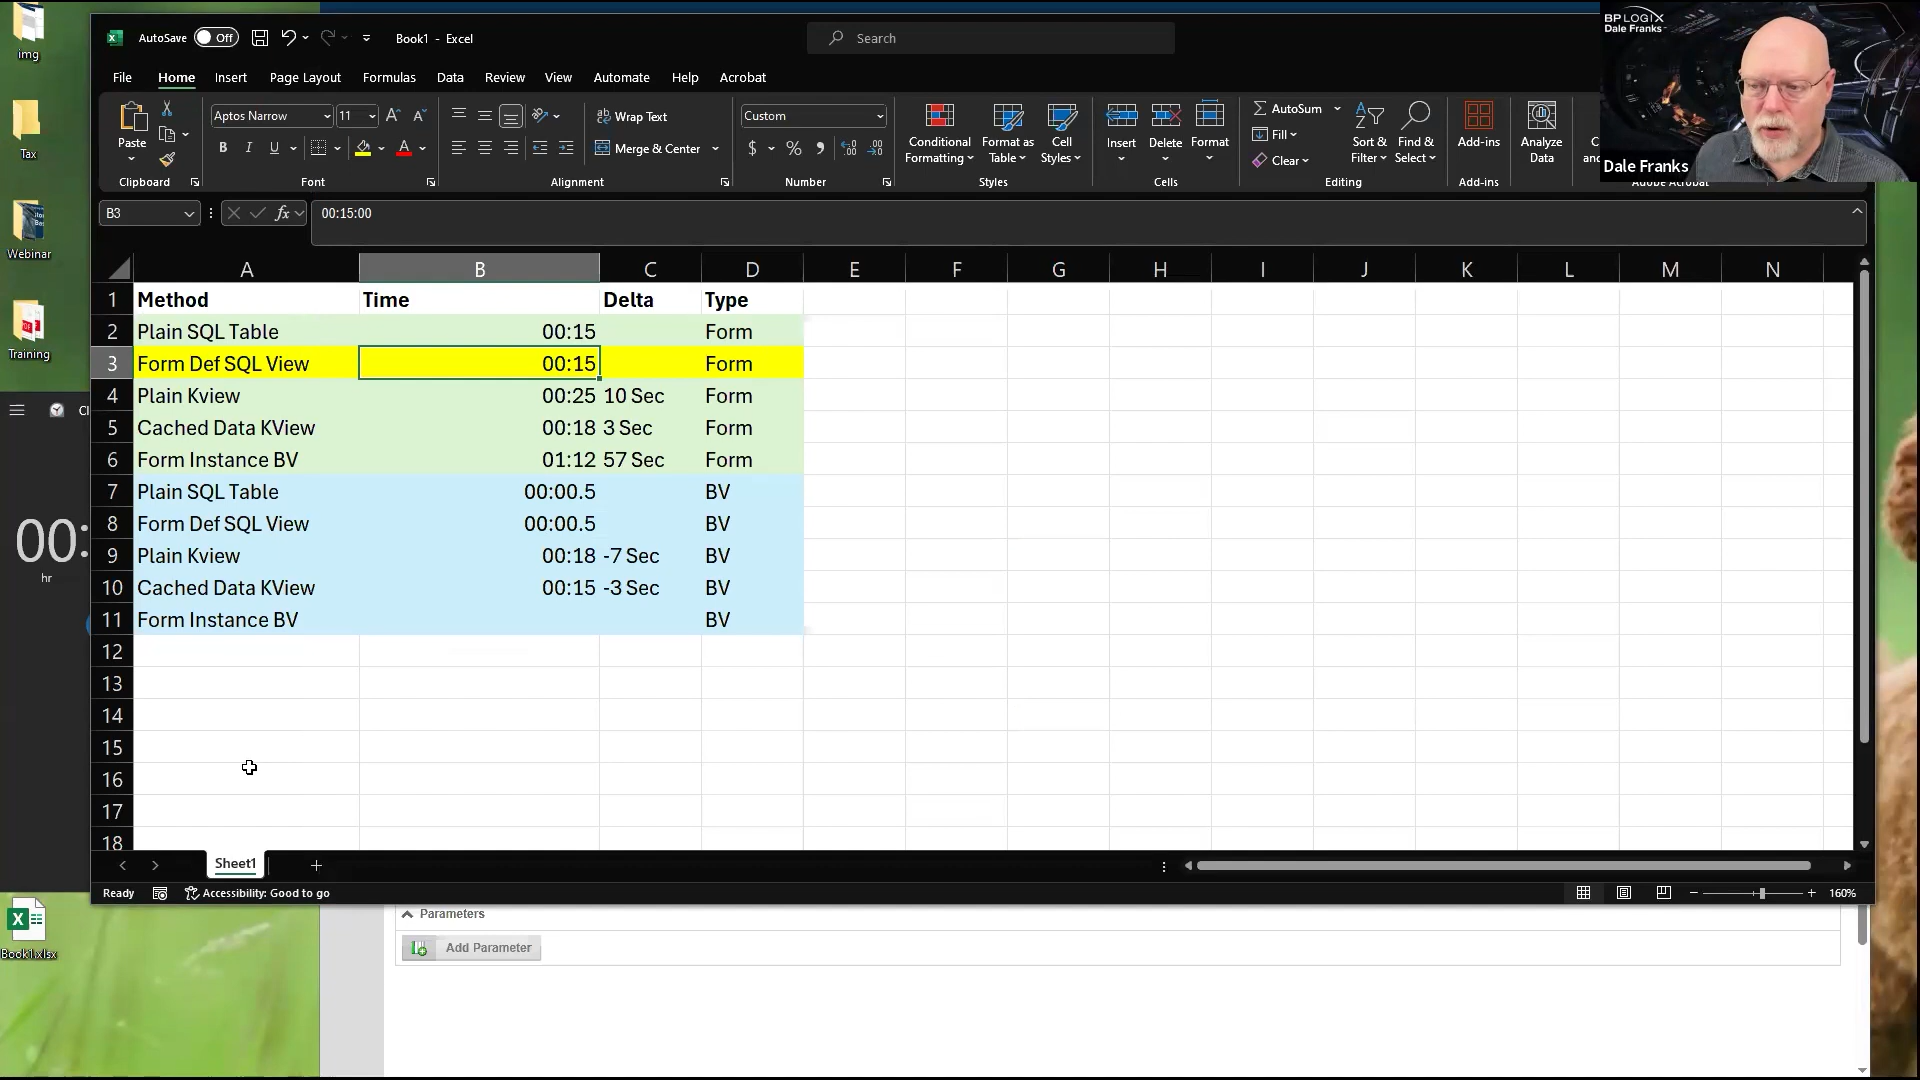 img
Tax
Webinar
Training
Book1.xlsx
00:
hr
AutoSave Off
Book1 - Excel
Search
BP LOGIX
Dale Franks
Dale Franks
File Home Insert Page Layout Formulas Data Review View Automate Help Acrobat
Paste
Clipboard
Aptos Narrow 11
B I U
Font
Wrap Text
Merge & Center
Alignment
Custom
$ % ,
Number
Conditional Formatting
Format as Table
Cell Styles
Styles
Insert
Delete
Format
Cells
AutoSum
Fill
Clear
Sort & Filter
Find & Select
Editing
Add-ins
Add-ins
Analyze Data
B3 fx 00:15:00
A B C D E F G H I J K L M N
1 Method Time Delta Type
2 Plain SQL Table 00:15 Form
3 Form Def SQL View 00:15 Form
4 Plain Kview 00:25 10 Sec Form
5 Cached Data KView 00:18 3 Sec Form
6 Form Instance BV 01:12 57 Sec Form
7 Plain SQL Table 00:00.5 BV
8 Form Def SQL View 00:00.5 BV
9 Plain Kview 00:18 -7 Sec BV
10 Cached Data KView 00:15 -3 Sec BV
11 Form Instance BV BV
12
13
14
15
16
17
18
Sheet1
Ready Accessibility: Good to go 160%
Parameters
Add Parameter